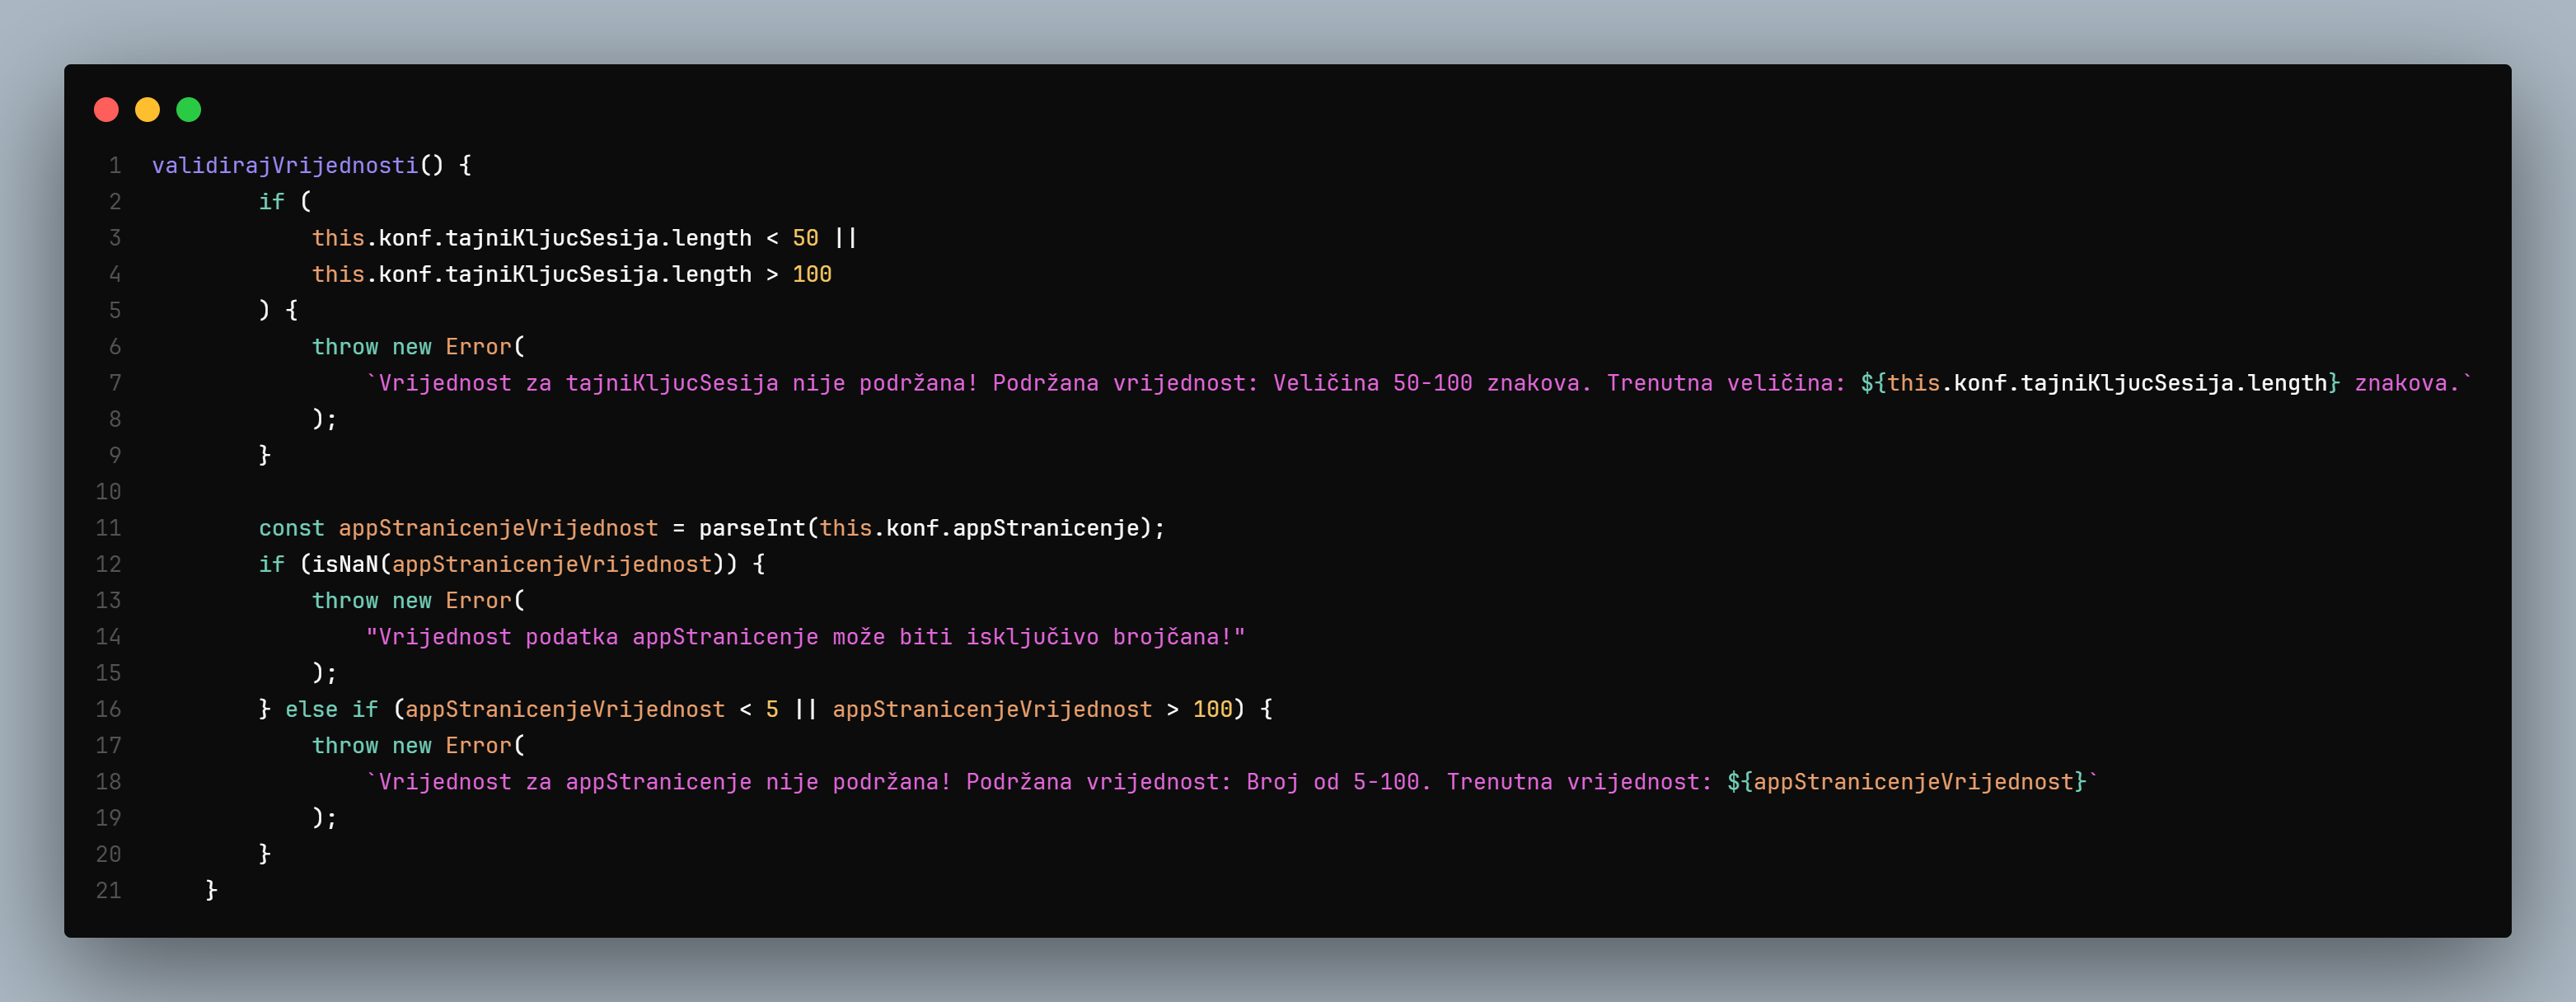 1 validirajVrijednosti() {
2 if (
3 this.konf.tajniKljucSesija.length < 50 ||
4 this.konf.tajniKljucSesija.length > 100
5 ) {
6 throw new Error(
7 `Vrijednost za tajniKljucSesija nije podržana! Podržana vrijednost: Veličina 50-100 znakova. Trenutna veličina: ${this.konf.tajniKljucSesija.length} znakova.`
8 );
9 }
10
11 const appStranicenjeVrijednost = parseInt(this.konf.appStranicenje);
12 if (isNaN(appStranicenjeVrijednost)) {
13 throw new Error(
14 "Vrijednost podatka appStranicenje može biti isključivo brojčana!"
15 );
16 } else if (appStranicenjeVrijednost < 5 || appStranicenjeVrijednost > 100) {
17 throw new Error(
18 `Vrijednost za appStranicenje nije podržana! Podržana vrijednost: Broj od 5-100. Trenutna vrijednost: ${appStranicenjeVrijednost}`
19 );
20 }
21 }